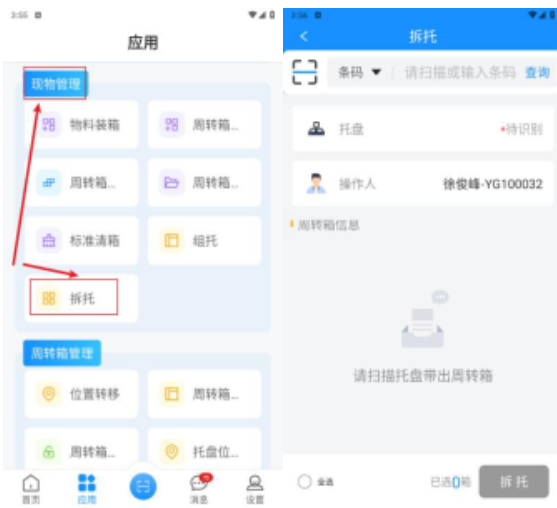 3:55
应用
现物管理
物料装箱
周转箱...
周转箱...
周转箱...
标准清箱
组托
拆托
周转箱管理
位置转移
周转箱...
周转箱...
托盘位...
首页
应用
消息
设置
3:56
拆托
条码
请扫描或输入条码
查询
托盘
*待识别
操作人
徐俊峰-YG100032
周转箱信息
请扫描托盘带出周转箱
全选
已选0箱
拆托